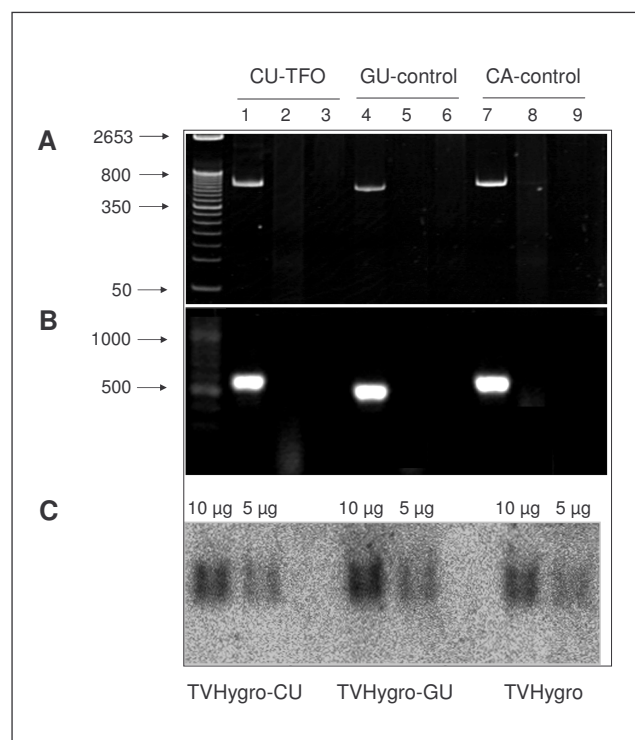 CU-TFO GU-control CA-control
1 2 3 4 5 6 7 8 9
A
2653
800
350
50
B
1000
500
C
10 µg 5 µg 10 µg 5 µg 10 µg 5 µg
TVHygro-CU TVHygro-GU TVHygro